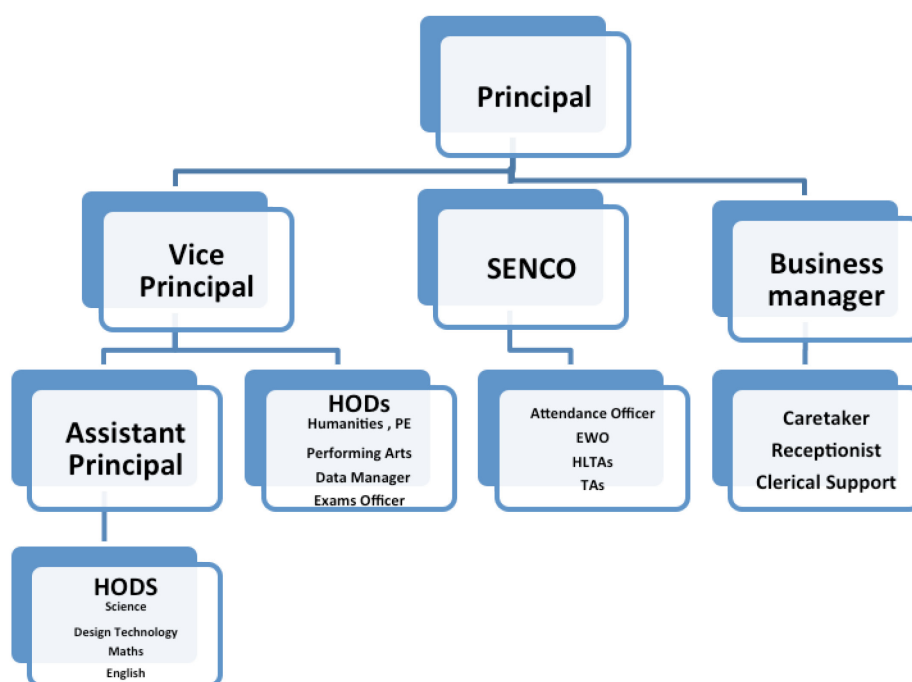 Principal
Vice
Principal
SENCO
Business
manager
Assistant
Principal
HODs
Humanities , PE
Performing Arts
Data Manager
Exams Officer
Attendance Officer
EWO
HLTAs
TAs
Caretaker
Receptionist
Clerical Support
HODS
Science
Design Technology
Maths
English